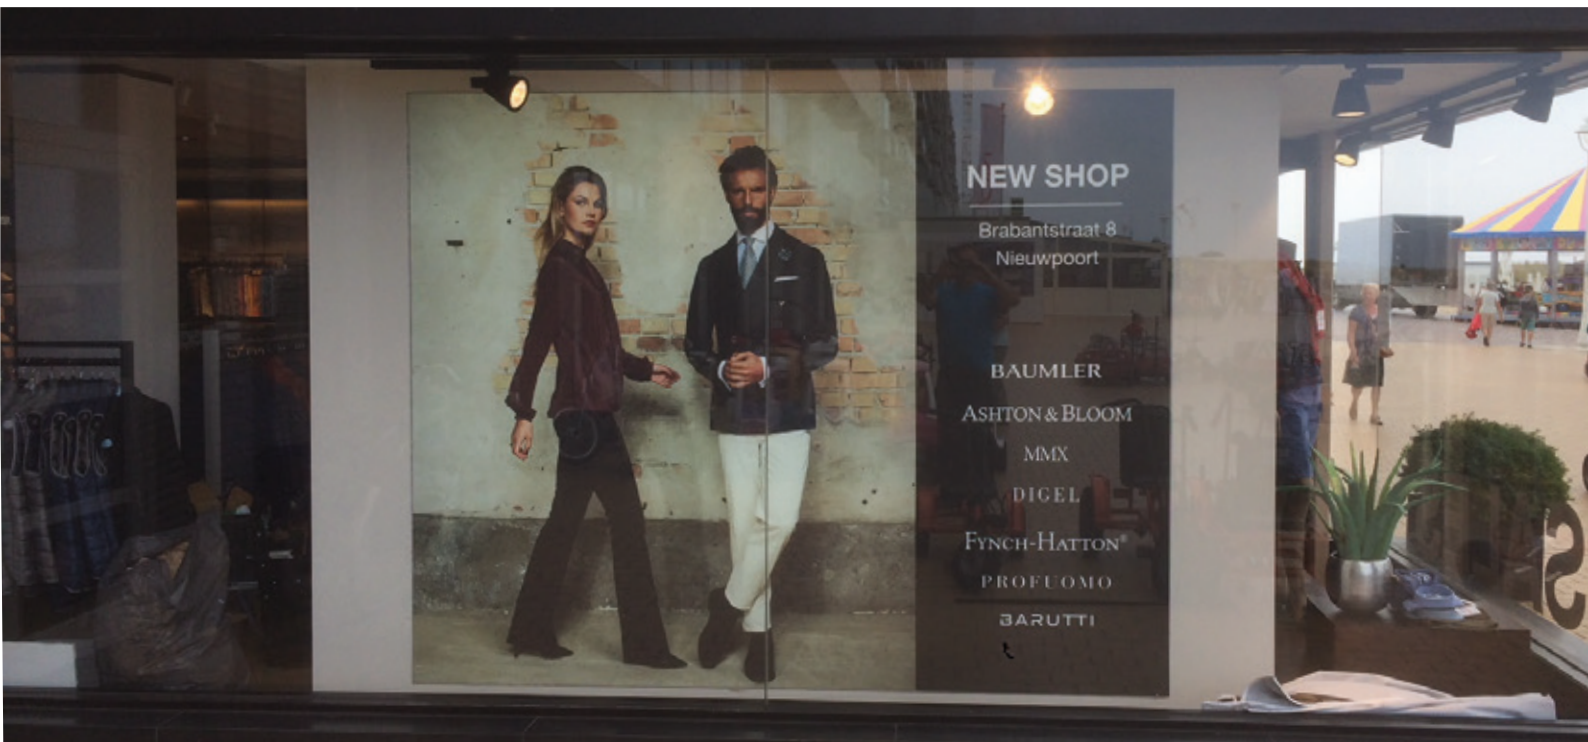 NEW SHOP
Brabantstraat 8
Nieuwpoort
BAUMLER
ASHTON & BLOOM
MMX
DIGEL
FYNCH-HATTON®
PROFUOMO
BARUTTI